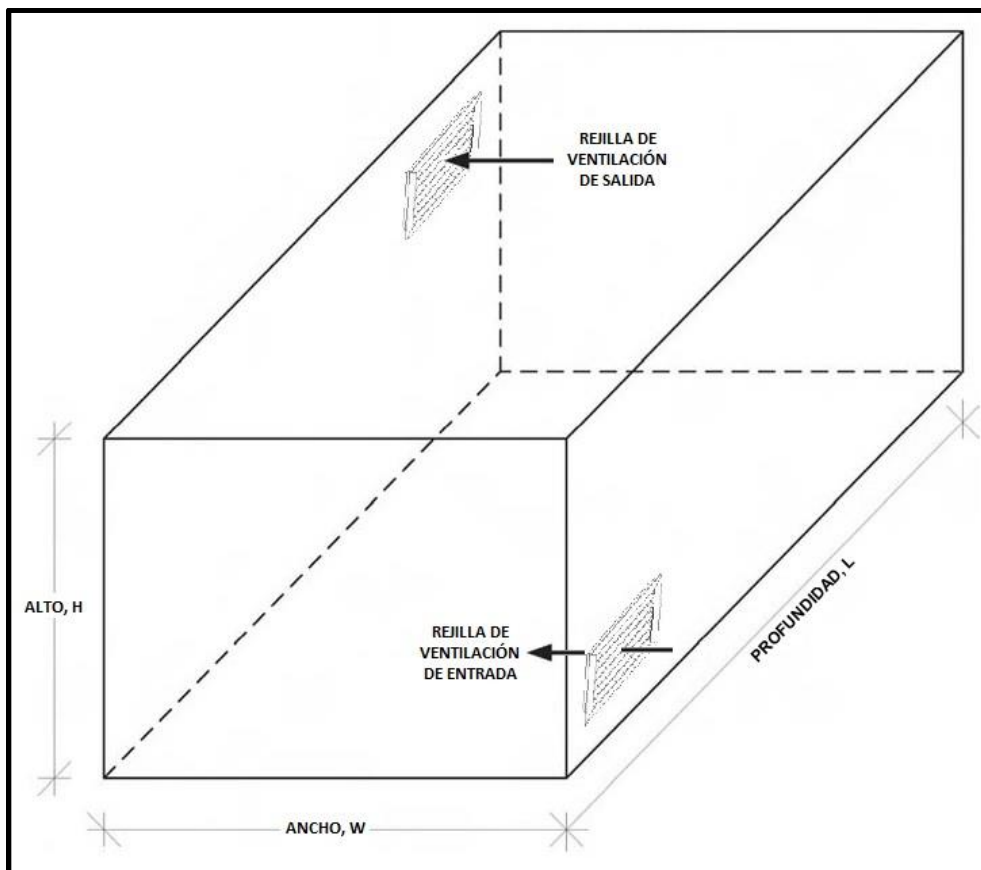 REJILLA DE
VENTILACIÓN
DE SALIDA
ALTO, H
REJILLA DE
VENTILACIÓN
DE ENTRADA
PROFUNDIDAD, L
ANCHO, W